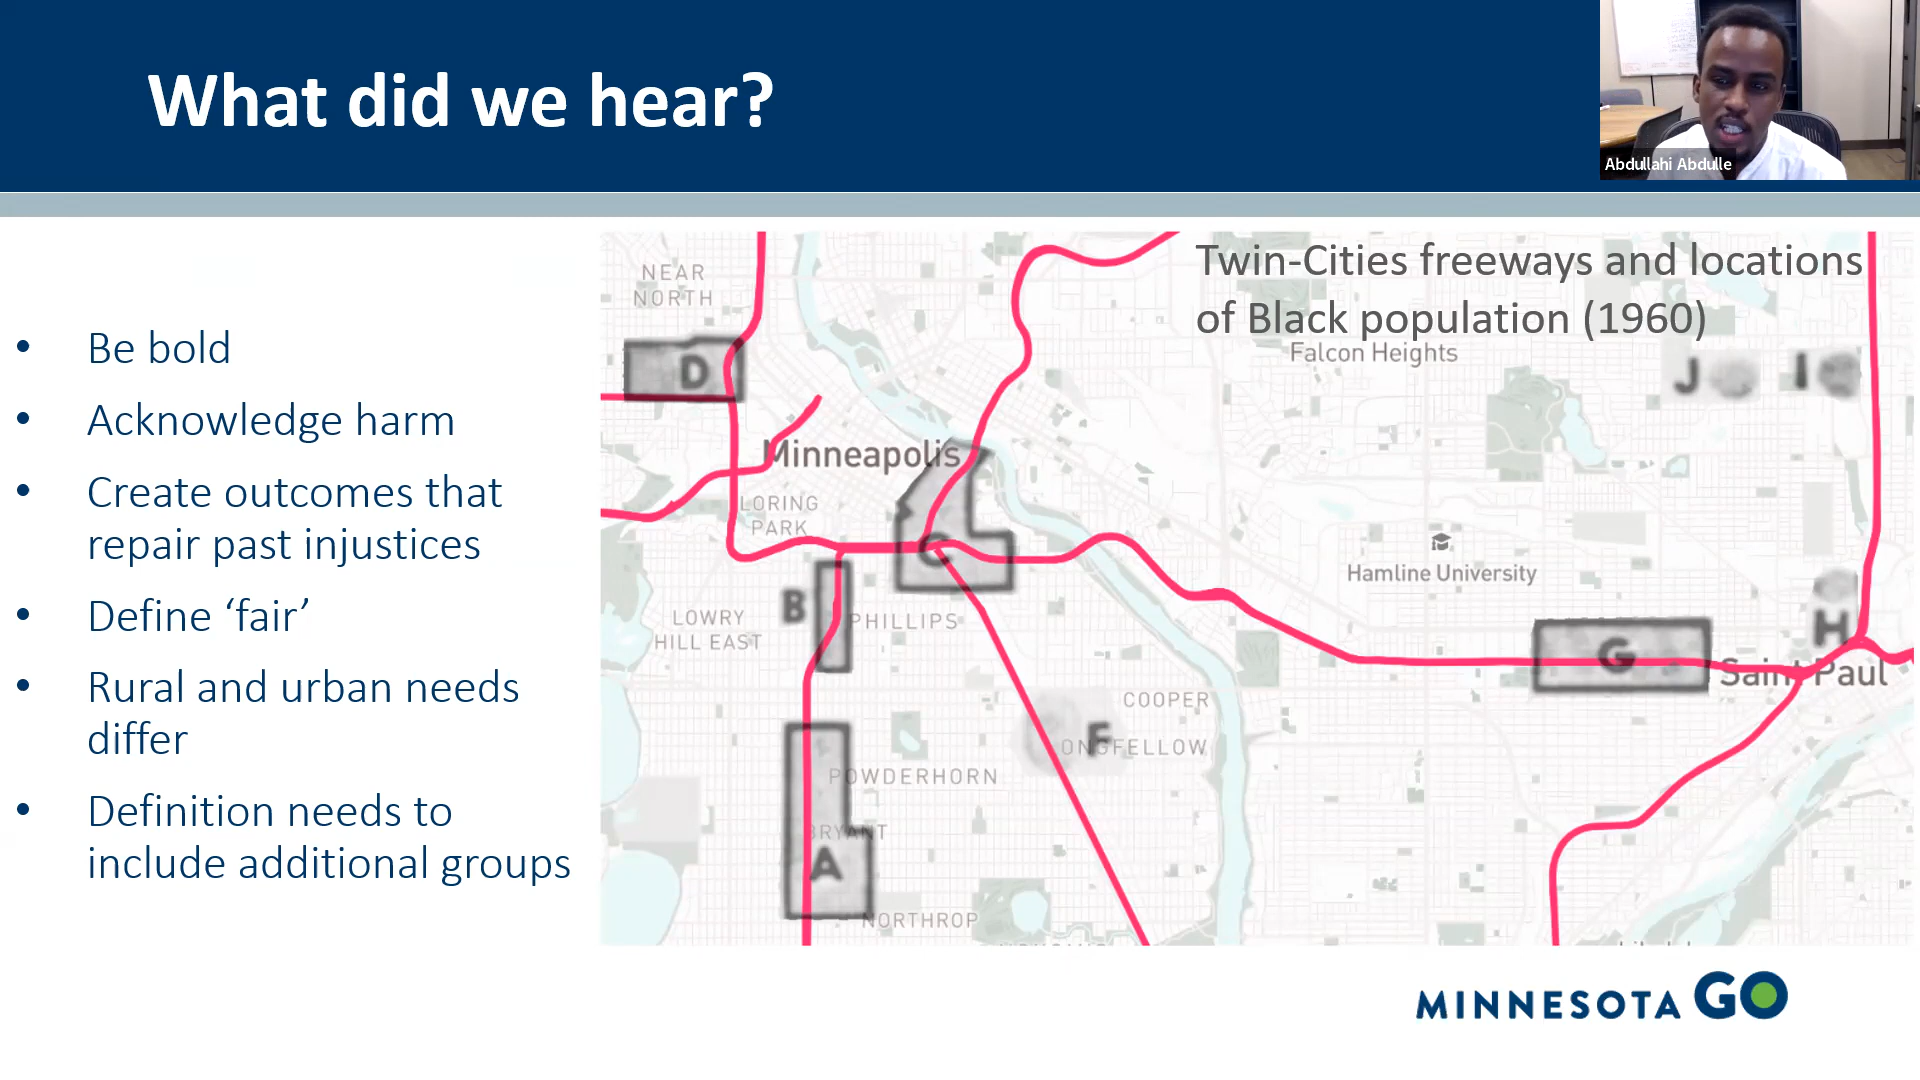 What did we hear?
Abdullahi Abdulle
• Be bold
• Acknowledge harm
• Create outcomes that
repair past injustices
• Define ‘fair’
• Rural and urban needs
differ
• Definition needs to
include additional groups
Twin-Cities freeways and locations
of Black population (1960)
NEAR
NORTH
Falcon Heights
D
J
I
Minneapolis
LORING
PARK
C
Hamline University
B
LOWRY
HILL EAST
PHILLIPS
H
G
Saint Paul
COOPER
F
ONGFELLOW
POWDERHORN
BRYANT
A
NORTHROP
MINNESOTA GO